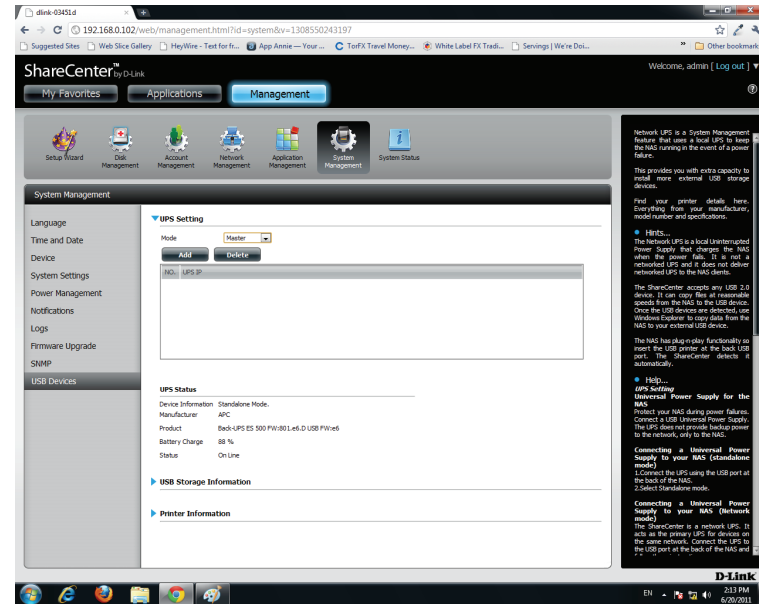 dlink-03451d
192.168.0.102/web/management.html?id=system&v=1308550243197
Suggested Sites Web Slice Gallery HeyWire - Text for fr... App Annie — Your ... TorFX Travel Money... White Label FX Tradi... Servings | We're Doi... » Other bookmark
ShareCenter™ by D-Link
Welcome, admin [ Log out ]
My Favorites Applications Management
Setup Wizard Disk Management Account Management Network Management Application Management System Management System Status
System Management
Language
Time and Date
Device
System Settings
Power Management
Notifications
Logs
Firmware Upgrade
SNMP
USB Devices
UPS Setting
Mode Master
Add Delete
NO. UPS IP
UPS Status
Device Information Standalone Mode.
Manufacturer APC
Product Back-UPS ES 500 FW:801.e6.D USB FW:e6
Battery Charge 88 %
Status On Line
USB Storage Information
Printer Information
Network UPS is a System Management
feature that uses a local UPS to keep
the NAS running in the event of a power
failure.
This provides you with extra capacity to
install more external USB storage
devices.
Find your printer details here.
Everything from your manufacturer,
model number and specifications.
Hints...
The Network UPS is a local Uninterrupted
Power Supply that charges the NAS
when the power fails. It is not a
networked UPS and it does not deliver
networked UPS to the NAS clients.
The ShareCenter accepts any USB 2.0
device. It can copy files at reasonable
speeds from the NAS to the USB device.
Once the USB devices are detected, use
Windows Explorer to copy data from the
NAS to your external USB device.
The NAS has plug-n-play functionality so
insert the USB printer at the back USB
port. The ShareCenter detects it
automatically.
Help...
UPS Setting
Universal Power Supply for the
NAS
Protect your NAS during power failures.
Connect a USB Universal Power Supply.
The UPS does not provide backup power
to the network, only to the NAS.
Connecting a Universal Power
Supply to your NAS (standalone
mode)
1.Connect the UPS using the USB port at
the back of the NAS.
2.Select Standalone mode.
Connecting a Universal Power
Supply to your NAS (Network
mode)
The ShareCenter is a network UPS. It
acts as the primary UPS for devices on
the same network. Connect the UPS to
the USB port at the back of the NAS and
D-Link
EN 2:13 PM
6/20/2011